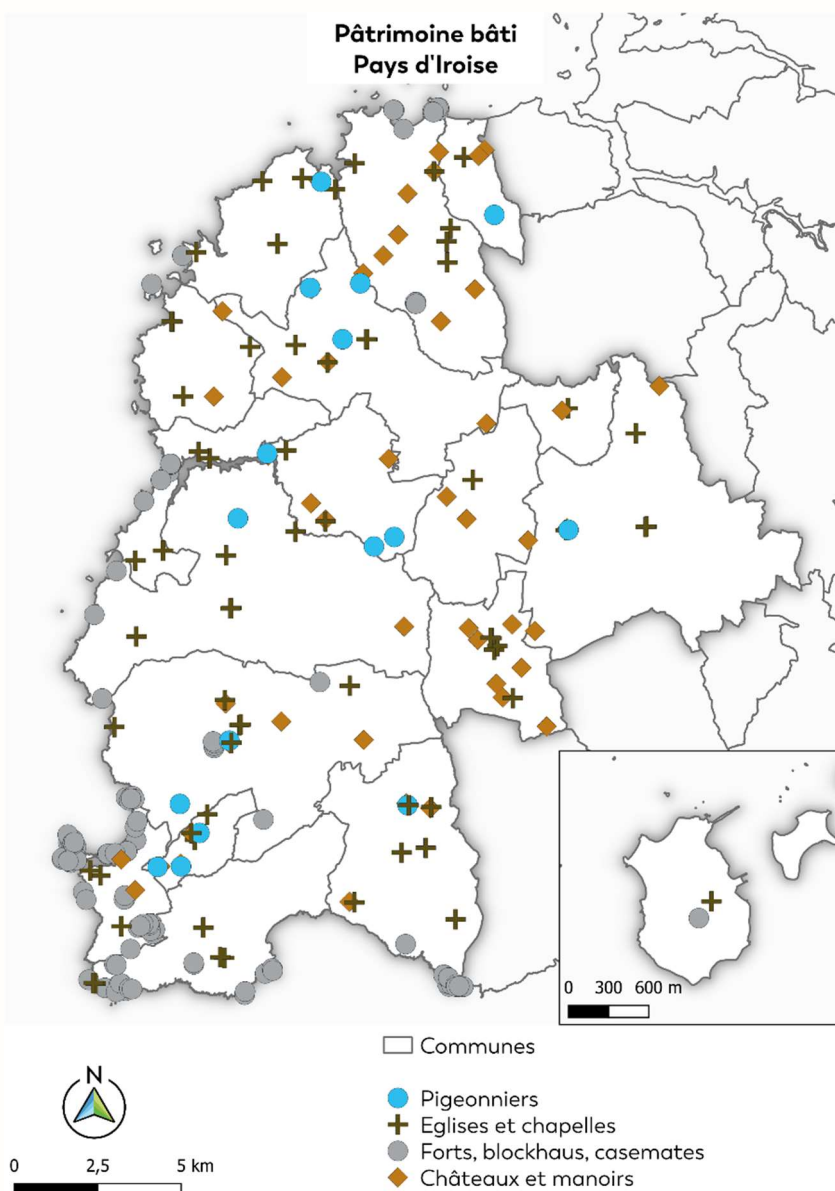 Pâtrimoine bâti
Pays d'Iroise
0 300 600 m
Communes
N
Pigeonniers
Eglises et chapelles
Forts, blockhaus, casemates
Châteaux et manoirs
0 2,5 5 km